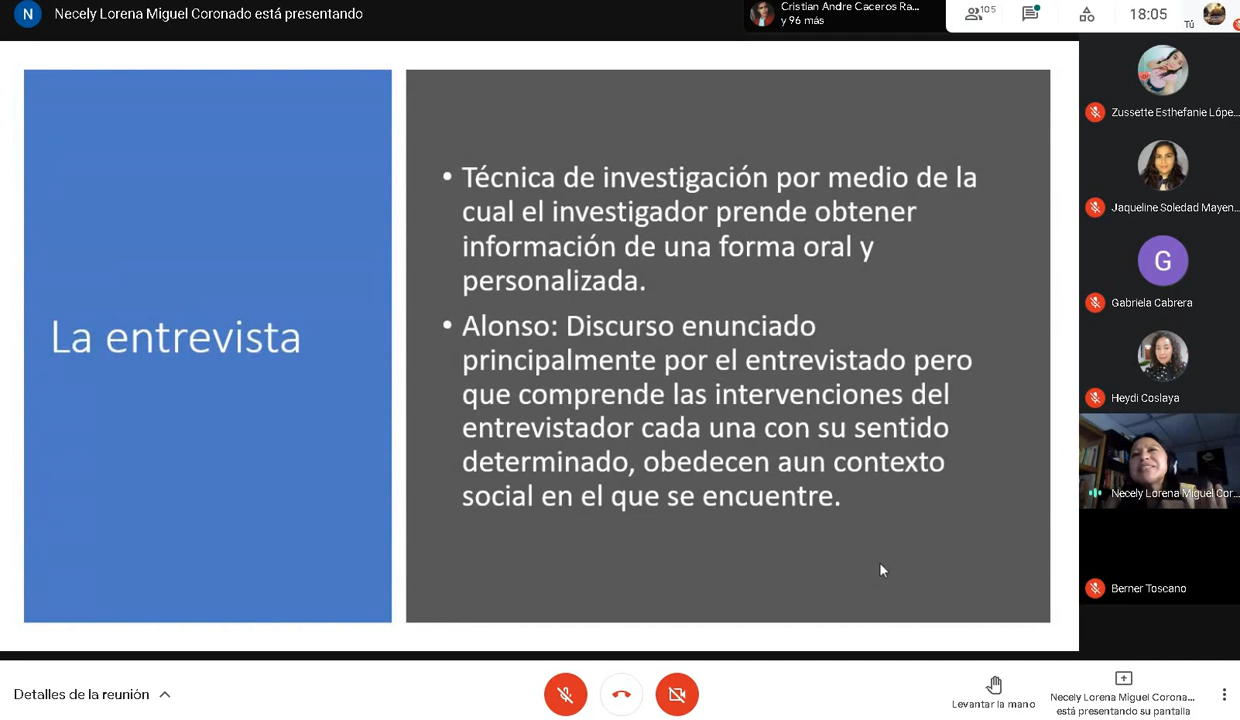 N
Necely Lorena Miguel Coronado está presentando
Cristian Andre Caceros Ra...
y 96 más
105
18:05
Tú
La entrevista
• Técnica de investigación por medio de la
cual el investigador prende obtener
información de una forma oral y
personalizada.
• Alonso: Discurso enunciado
principalmente por el entrevistado pero
que comprende las intervenciones del
entrevistador cada una con su sentido
determinado, obedecen aun contexto
social en el que se encuentre.
Zussette Esthefanie Lópe...
Jaqueline Soledad Mayen...
G
Gabriela Cabrera
Heydi Coslaya
Necely Lorena Miguel Cor...
Berner Toscano
Detalles de la reunión
Levantar la mano
Necely Lorena Miguel Corona...
está presentando su pantalla